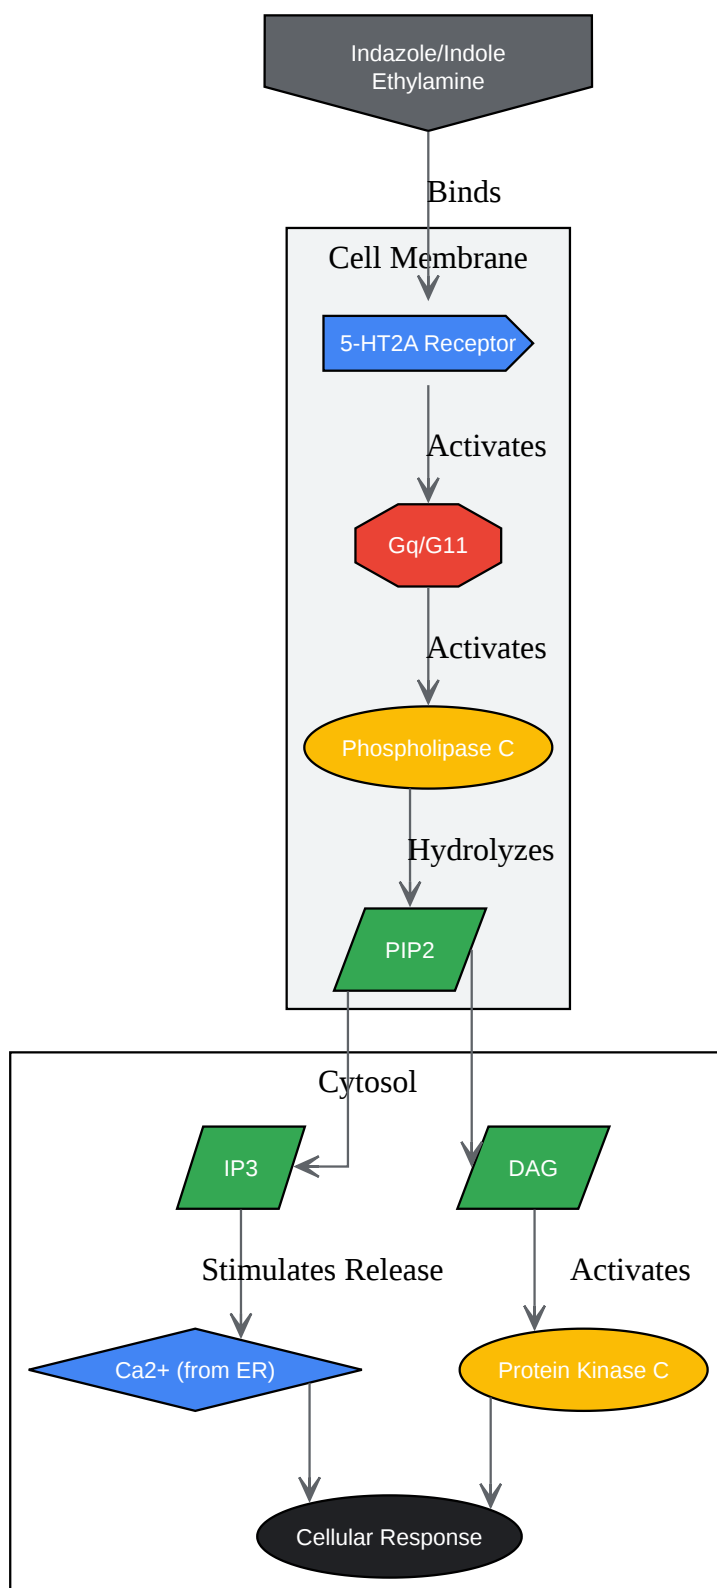 Indazole/Indole
Ethylamine
Binds
Cell Membrane
5-HT2A Receptor
Activates
Gq/G11
Activates
Phospholipase C
Hydrolyzes
PIP2
Cytosol
IP3
DAG
Stimulates Release
Activates
Ca2+ (from ER)
Protein Kinase C
Cellular Response